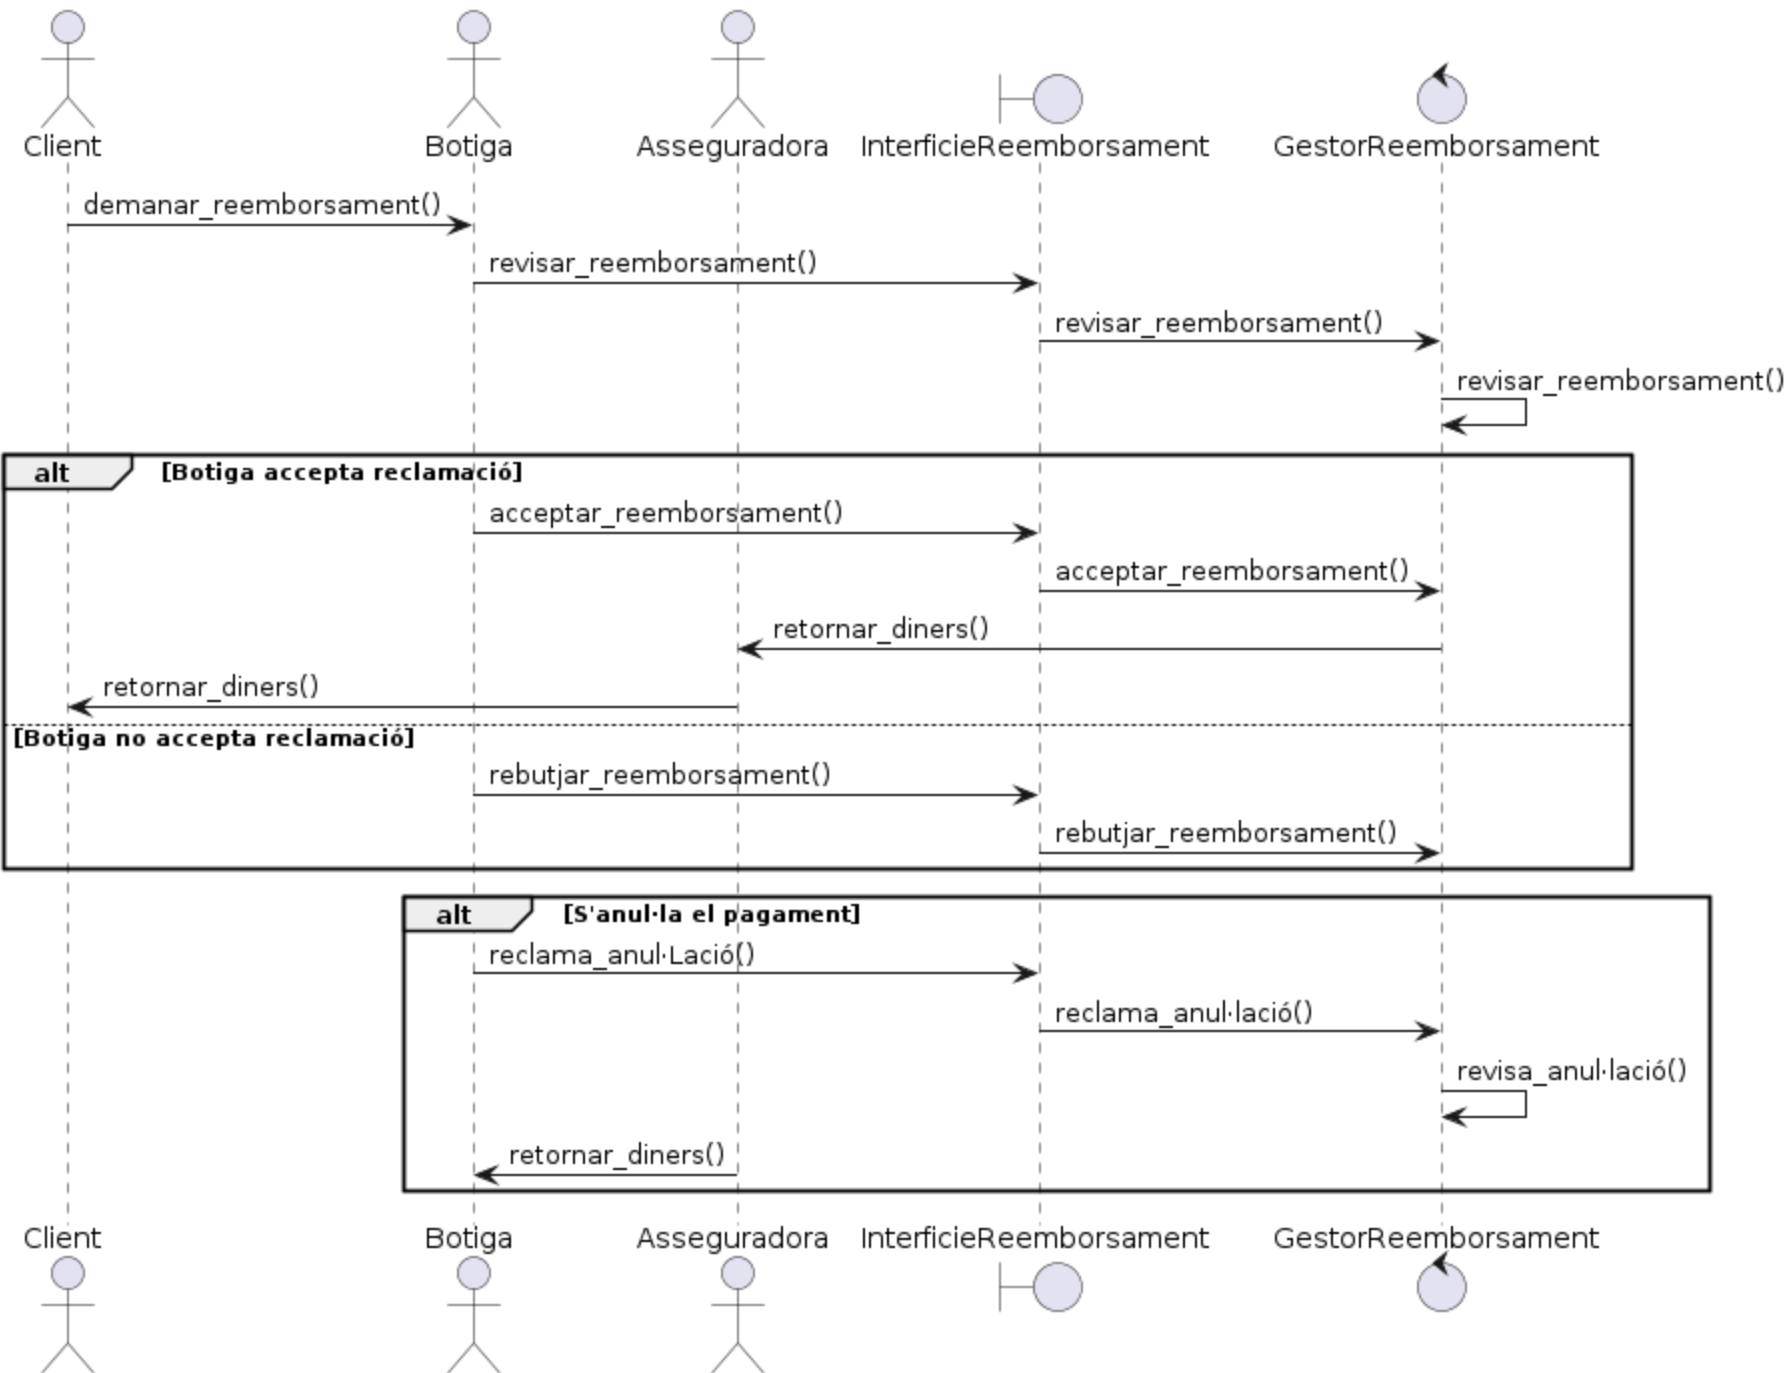 Client Botiga Asseguradora InterficieReemborsament GestorReemborsament
demanar_reemborsament()
revisar_reemborsament()
revisar_reemborsament()
revisar_reemborsament()
alt [Botiga accepta reclamació]
acceptar_reemborsament()
acceptar_reemborsament()
retornar_diners()
retornar_diners()
[Botiga no accepta reclamació]
rebutjar_reemborsament()
rebutjar_reemborsament()
alt [S'anul·la el pagament]
reclama_anul·Lació()
reclama_anul·lació()
revisa_anul·lació()
retornar_diners()
Client Botiga Asseguradora InterficieReemborsament GestorReemborsament